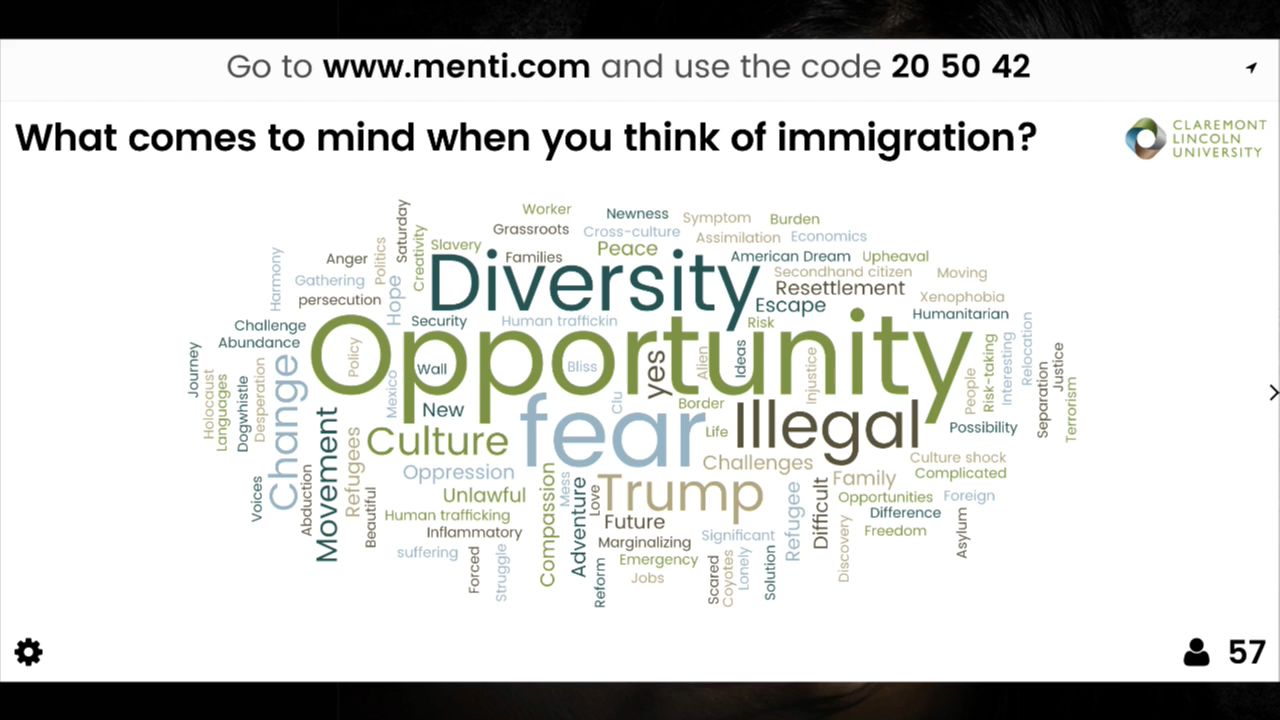 Go to www.menti.com and use the code 20 50 42
What comes to mind when you think of immigration?
CLAREMONT
LINCOLN
UNIVERSITY
Worker
Newness
Symptom
Burden
Saturday
Grassroots
Cross-culture
Assimilation
Economics
Creativity
Slavery
Peace
Politics
Anger
Families
American Dream
Upheaval
Harmony
Gathering
Hope
Diversity
Secondhand citizen
Moving
persecution
Resettlement
Xenophobia
Escape
Humanitarian
Challenge
Security
Human traffickin
Risk
Abundance
Opportunity
Journey
Holocaust
Languages
Dogwhistle
Desperation
Change
Policy
Wall
Mexico
Bliss
yes
Alien
Ideas
Injustice
People
Risk-taking
Interesting
Relocation
Separation
Justice
Terrorism
New
Clu
Border
fear
Life
Illegal
Possibility
Movement
Refugees
Culture
Challenges
Culture shock
Complicated
Oppression
Family
Voices
Abduction
Beautiful
Unlawful
Compassion
Mess
Adventure
Love
Trump
Refugee
Difficult
Opportunities
Foreign
Human trafficking
Future
Difference
Inflammatory
Marginalizing
Significant
Freedom
Asylum
Discovery
suffering
Forced
Struggle
Reform
Emergency
Jobs
Scared
Coyotes
Lonely
Solution
57